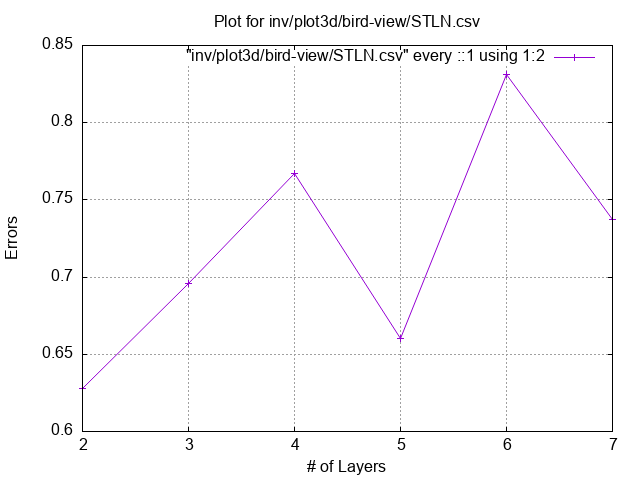 Plot for inv/plot3d/bird-view/STLN.csv
"inv/plot3d/bird-view/STLN.csv" every ::1 using 1:2
0.85
0.8
0.75
0.7
0.65
0.6
Errors
2 3 4 5 6 7
# of Layers